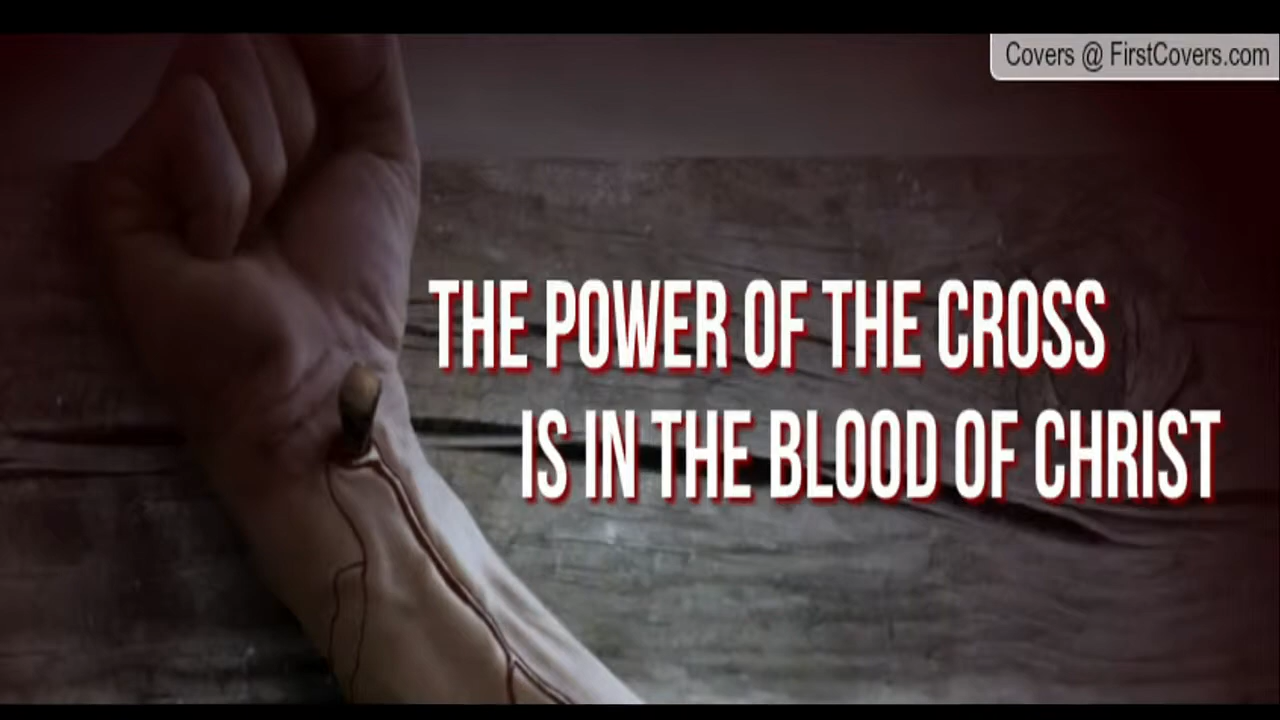 Covers @ FirstCovers.com
THE POWER OF THE CROSS
IS IN THE BLOOD OF CHRIST